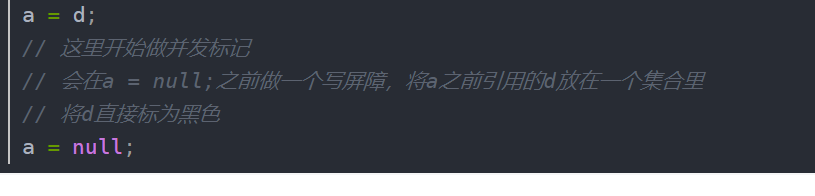 a = d;
// 这里开始做并发标记
// 会在a = null;之前做一个写屏障, 将a之前引用的d放在一个集合里
// 将d直接标为黑色
a = null;